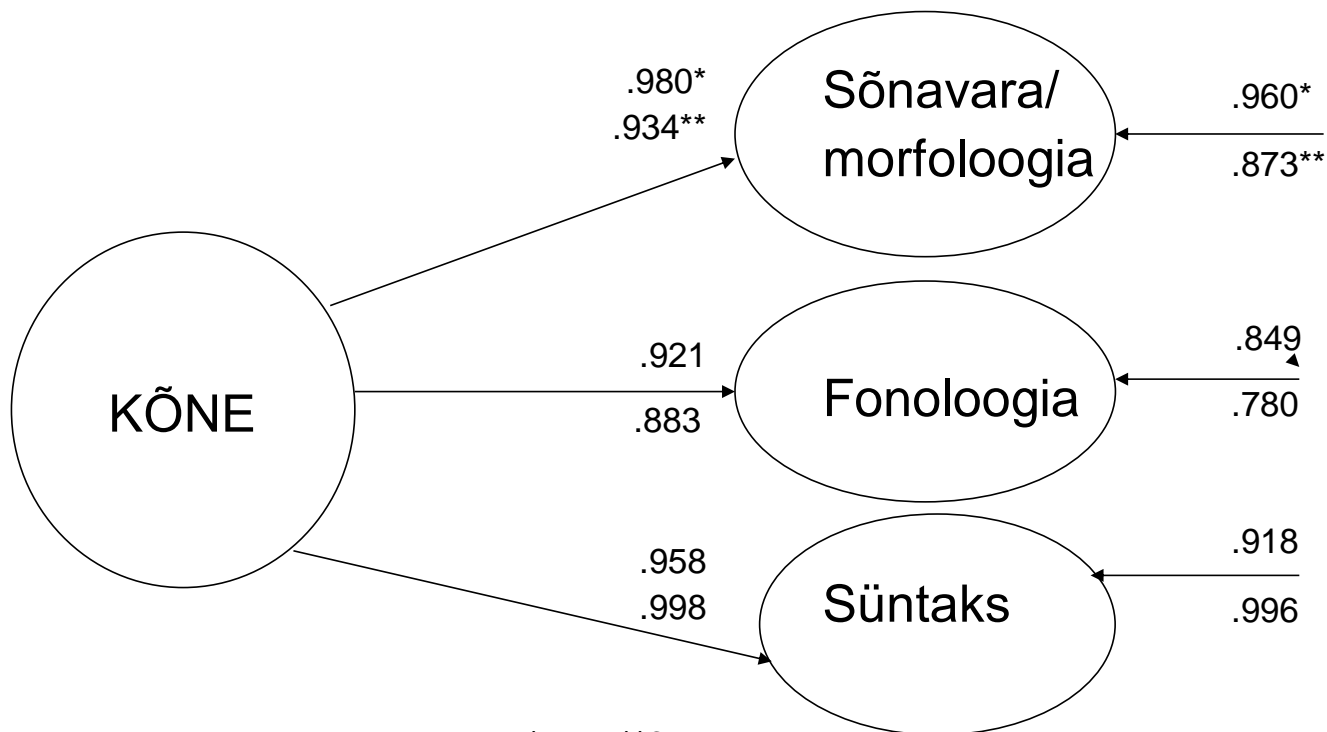 .980*
.934**
Sõnavara/
morfoloogia
.960*
.873**
KÕNE
.921
.883
Fonoloogia
.849
.780
.958
.998
Süntaks
.918
.996